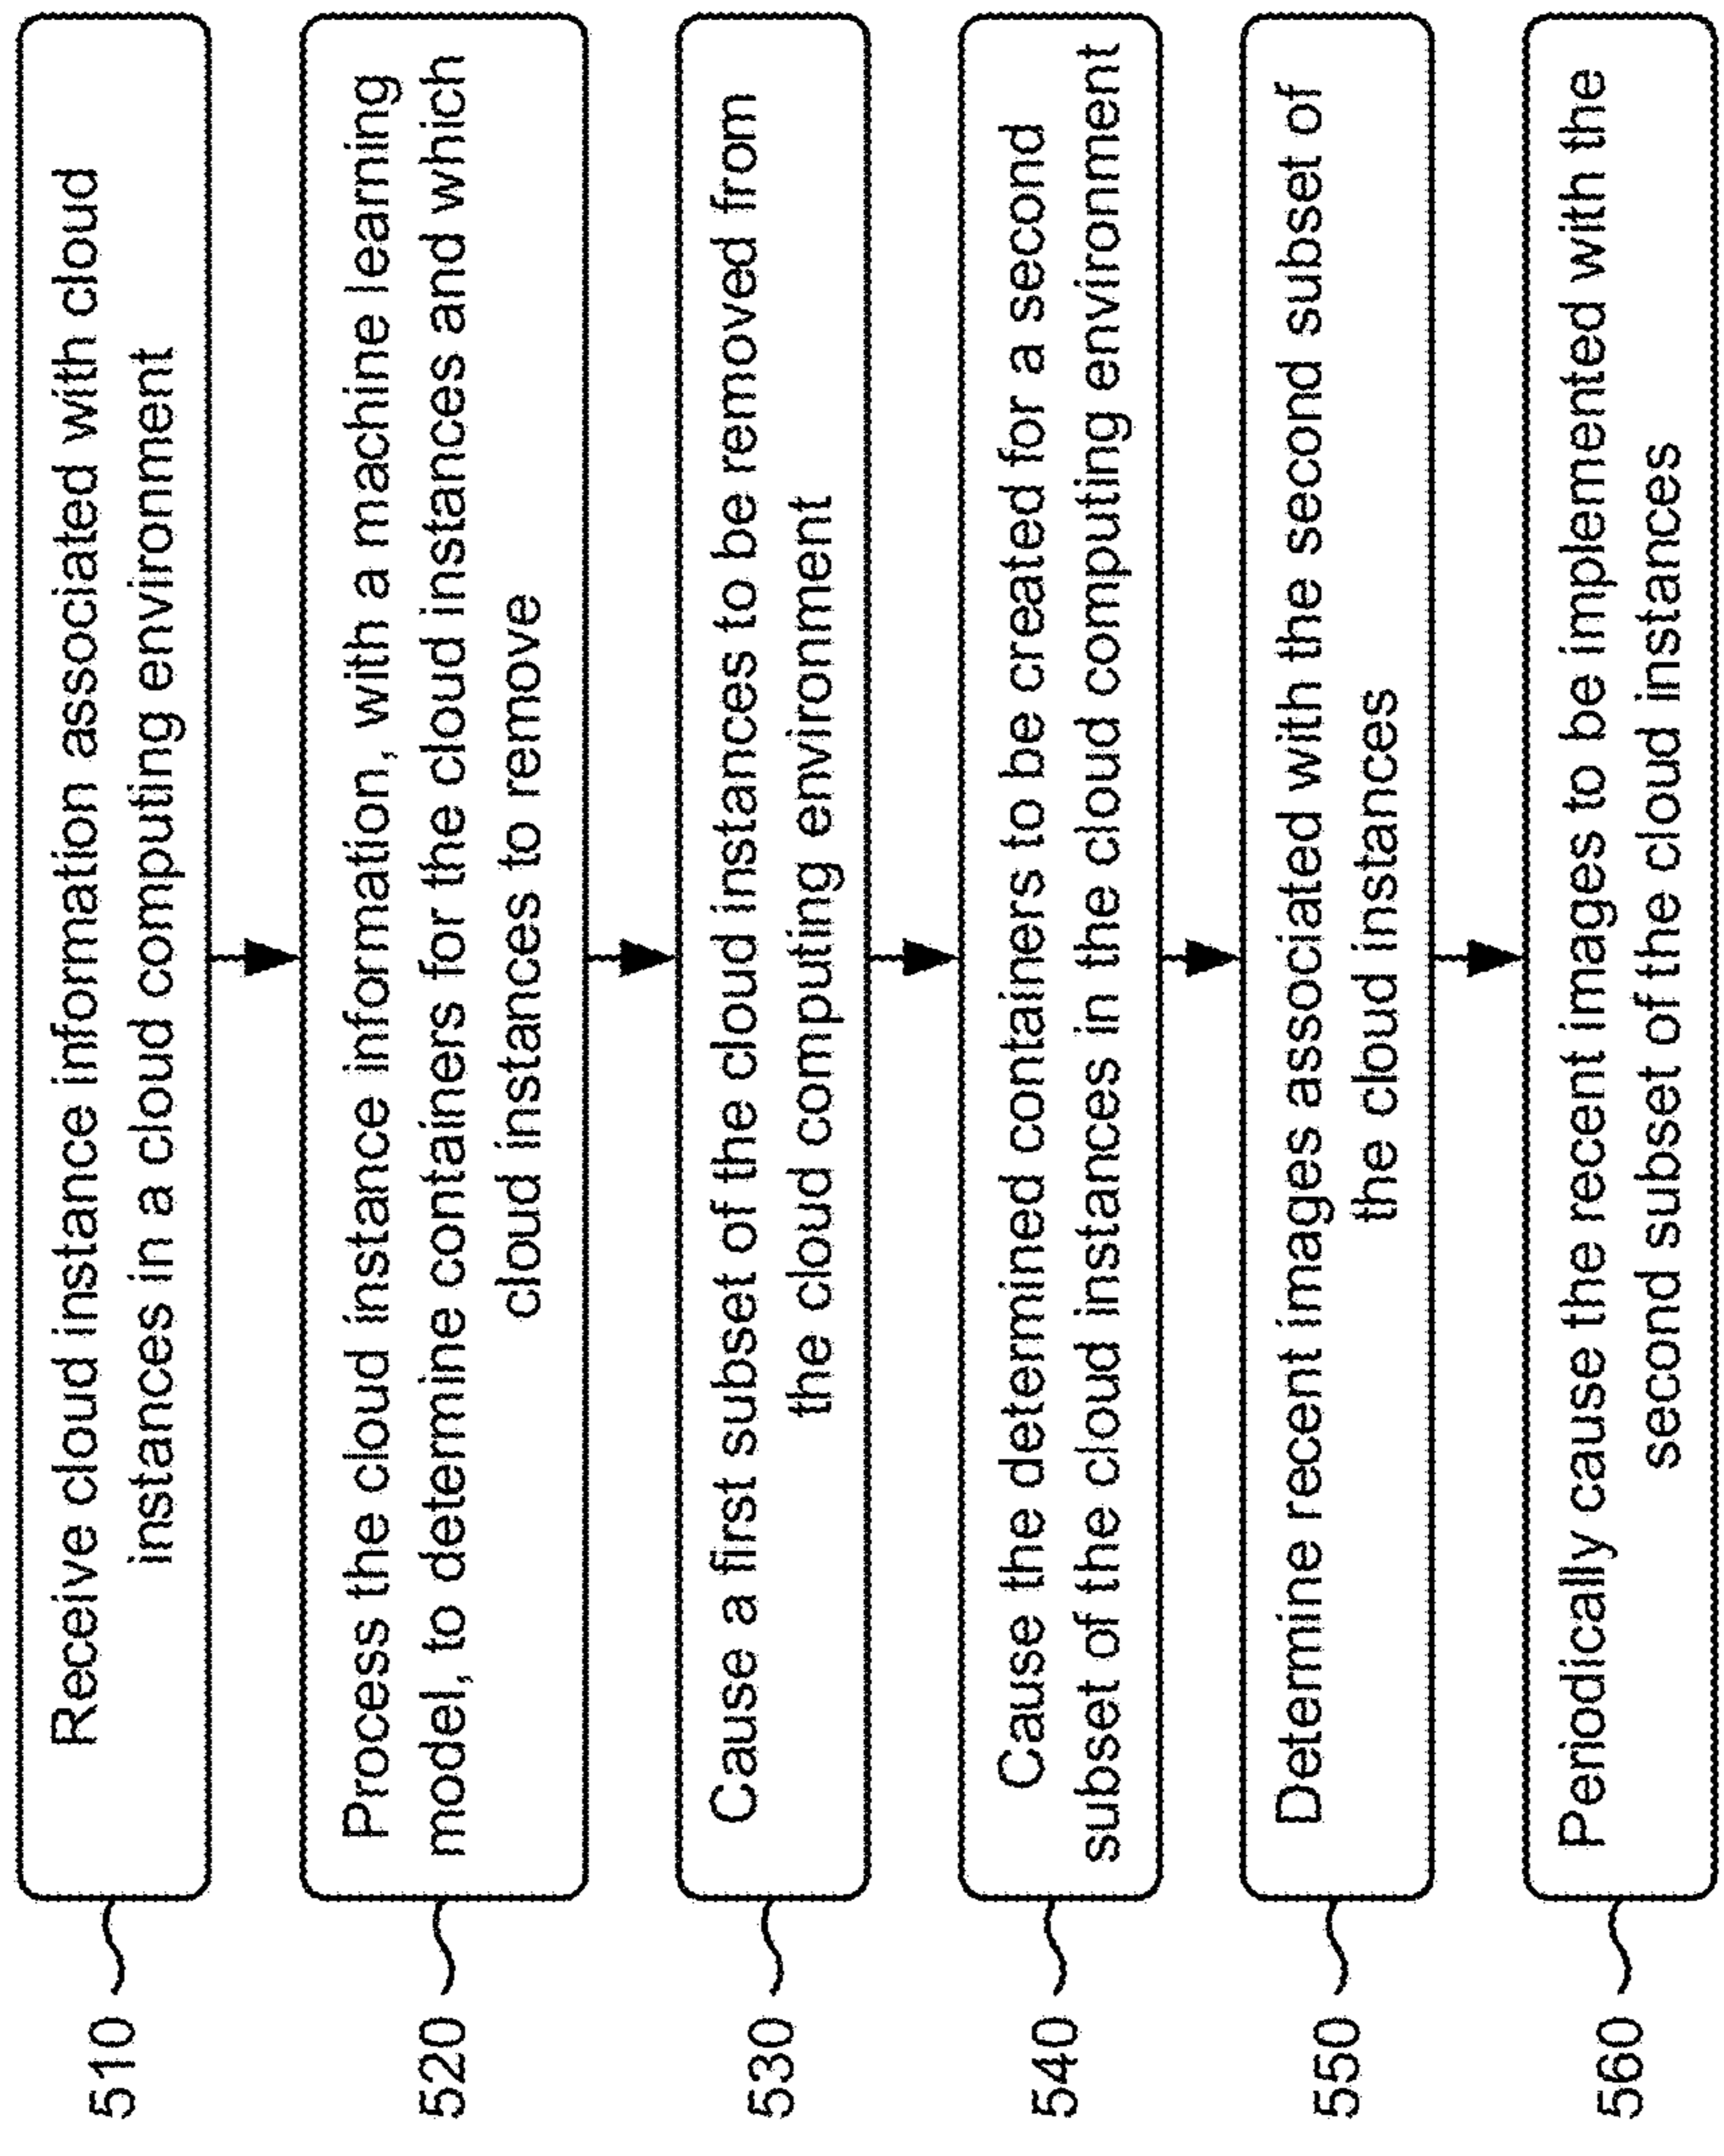 510
Receive cloud instance information associated with cloud
instances in a cloud computing environment
520
Process the cloud instance information, with a machine learning
model, to determine containers for the cloud instances and which
cloud instances to remove
530
Cause a first subset of the cloud instances to be removed from
the cloud computing environment
540
Cause the determined containers to be created for a second
subset of the cloud instances in the cloud computing environment
550
Determine recent images associated with the second subset of
the cloud instances
560
Periodically cause the recent images to be implemented with the
second subset of the cloud instances